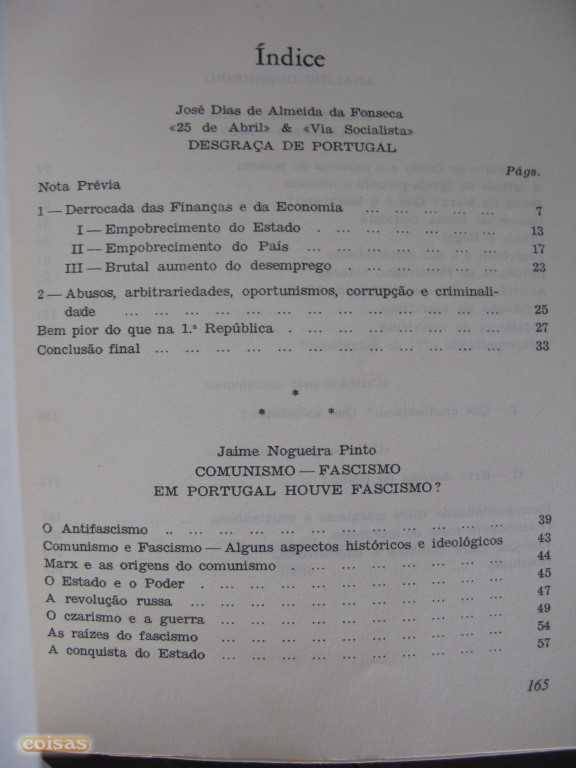 Índice
José Dias de Almeida da Fonseca
«25 de Abril» & «Via Socialista»
DESGRAÇA DE PORTUGAL
Págs.
Nota Prévia
1 — Derrocada das Finanças e da Economia ... ... ... ... ... 7
I — Empobrecimento do Estado . ... ... ... ... ... ... 13
II — Empobrecimento do País ... ... ... ... ... ... ... 17
III — Brutal aumento do desemprego ... ... ... ... ... ... 23
2 — Abusos, arbitrariedades, oportunismos, corrupção e criminali-
dade ... ... ... ... ... ... ... ... ... ... ... ... 25
Bem pior do que na 1.ª República . ... ... ... ... ... ... ... 27
Conclusão final ... ... ... ... ... ... ... ... ... ... ... ... 33
*
* *
Jaime Nogueira Pinto
COMUNISMO — FASCISMO
EM PORTUGAL HOUVE FASCISMO?
O Antifascismo .. ... ... ... ... ... ... ... ... ... ... ... 39
Comunismo e Fascismo — Alguns aspectos históricos e ideológicos 43
Marx e as origens do comunismo . ... ... ... ... ... ... ... 44
O Estado e o Poder . ... ... ... ... ... ... ... ... ... ... 45
A revolução russa ... ... ... ... ... ... ... ... ... ... ... 47
O czarismo e a guerra ... ... ... ... ... ... ... ... ... ... 49
As raízes do fascismo ... ... ... ... ... ... ... ... ... ... 54
A conquista do Estado ... ... ... ... ... ... ... ... ... ... 57
165
coisas